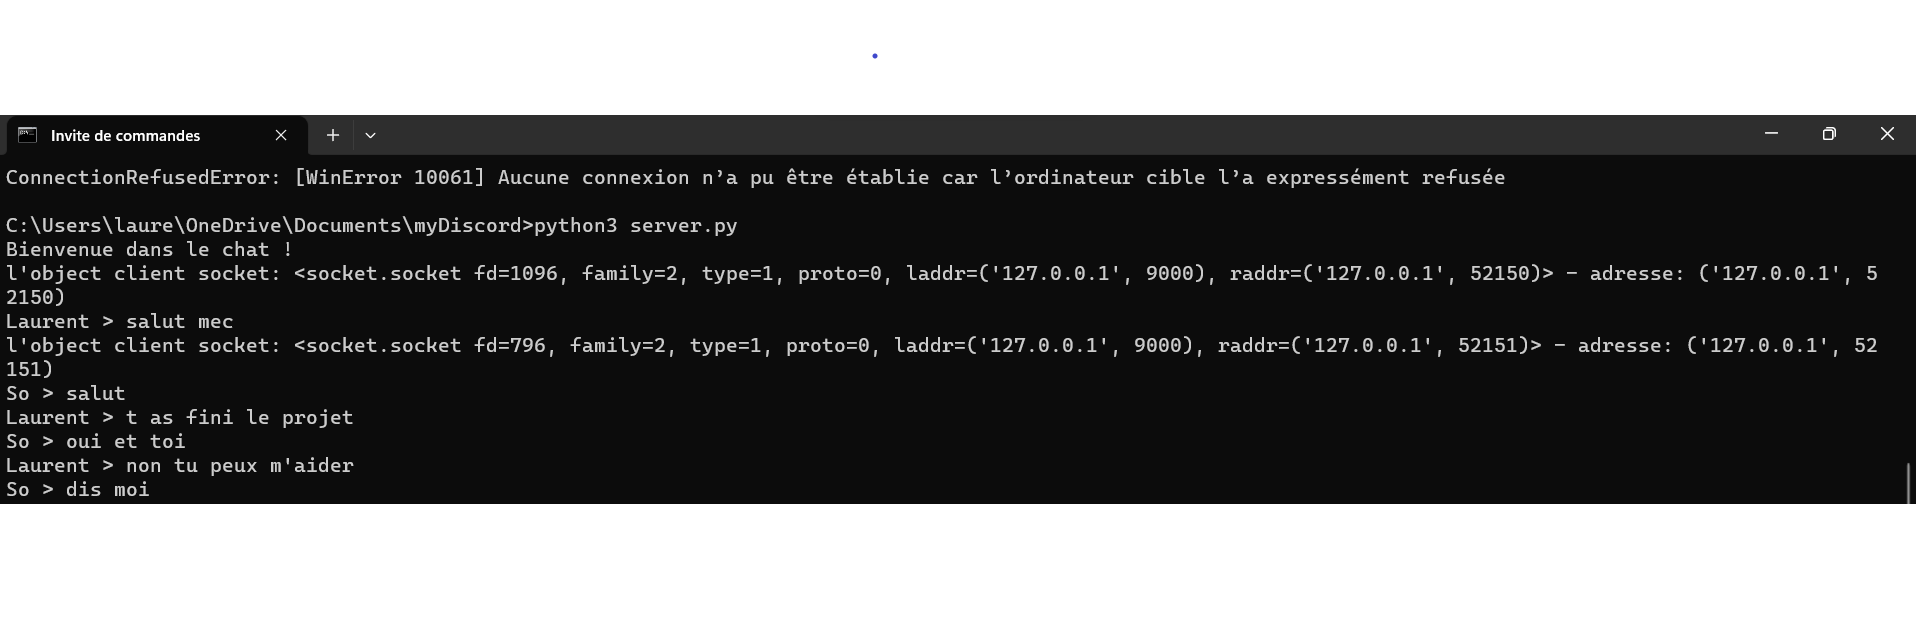 Invite de commandes
ConnectionRefusedError: [WinError 10061] Aucune connexion n’a pu être établie car l’ordinateur cible l’a expressément refusée
C:\Users\laure\OneDrive\Documents\myDiscord>python3 server.py
Bienvenue dans le chat !
l'object client socket: <socket.socket fd=1096, family=2, type=1, proto=0, laddr=('127.0.0.1', 9000), raddr=('127.0.0.1', 52150)> - adresse: ('127.0.0.1', 5
2150)
Laurent > salut mec
l'object client socket: <socket.socket fd=796, family=2, type=1, proto=0, laddr=('127.0.0.1', 9000), raddr=('127.0.0.1', 52151)> - adresse: ('127.0.0.1', 52
151)
So > salut
Laurent > t as fini le projet
So > oui et toi
Laurent > non tu peux m'aider
So > dis moi